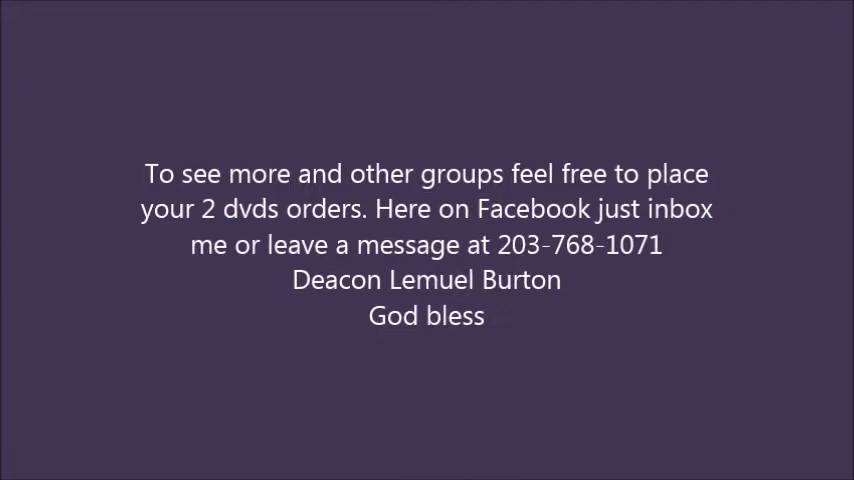 To see more and other groups feel free to place
your 2 dvds orders. Here on Facebook just inbox
me or leave a message at 203-768-1071
Deacon Lemuel Burton
God bless